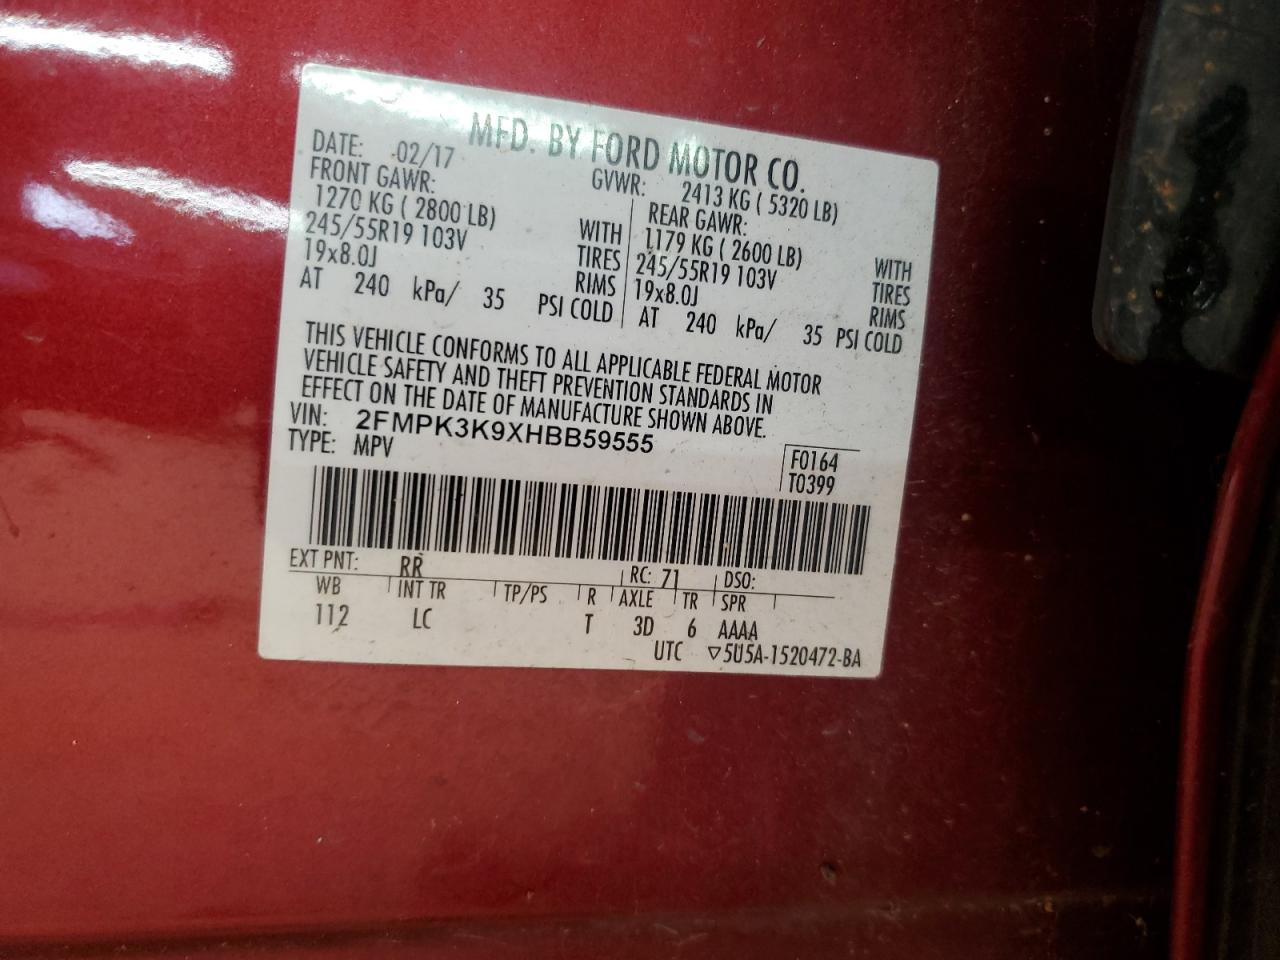 MFD. BY FORD MOTOR CO.
DATE: 02/17 GVWR: 2413 KG ( 5320 LB)
FRONT GAWR: REAR GAWR:
1270 KG ( 2800 LB) WITH 1179 KG ( 2600 LB) WITH
245/55R19 103V TIRES 245/55R19 103V TIRES
19x8.0J RIMS 19x8.0J RIMS
AT 240 kPa/ 35 PSI COLD AT 240 kPa/ 35 PSI COLD
THIS VEHICLE CONFORMS TO ALL APPLICABLE FEDERAL MOTOR
VEHICLE SAFETY AND THEFT PREVENTION STANDARDS IN
EFFECT ON THE DATE OF MANUFACTURE SHOWN ABOVE.
VIN: 2FMPK3K9XHBB59555
TYPE: MPV
F0164
T0399
EXT PNT: RR RC: 71 DSO:
WB INT TR TP/PS R AXLE TR SPR
112 LC T 3D 6 AAAA
UTC ▽5U5A-1520472-BA